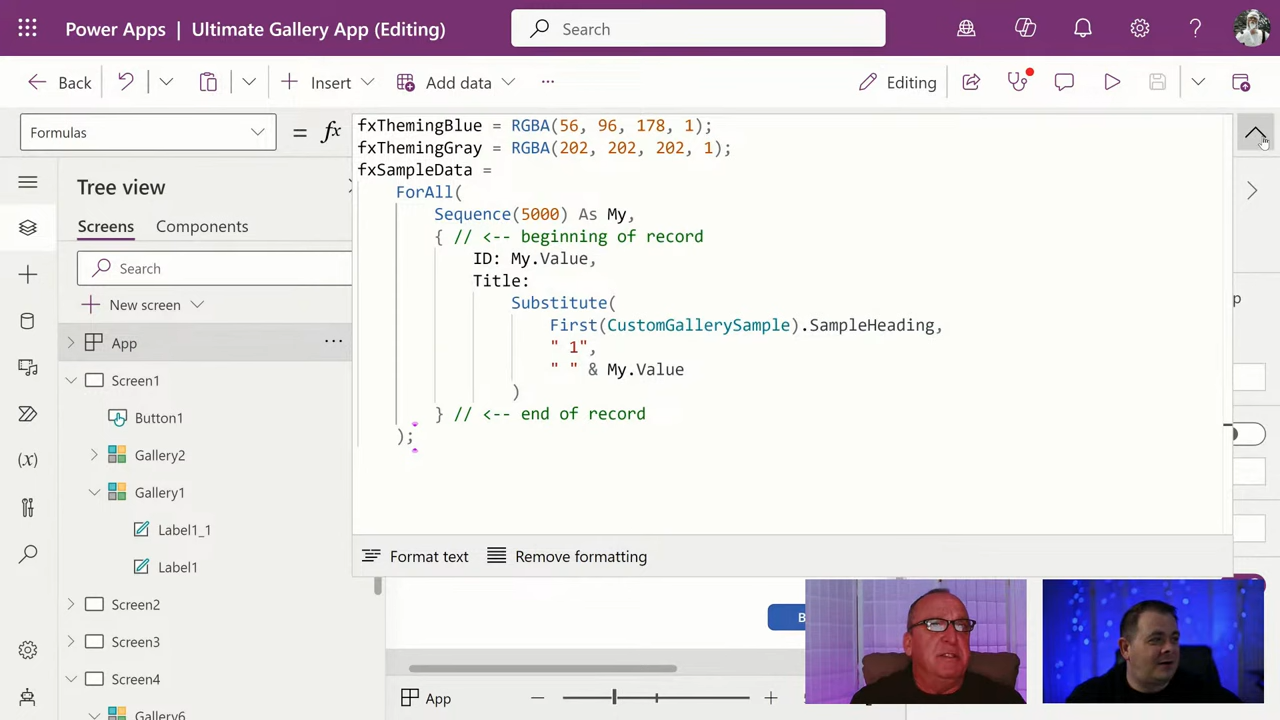 Power Apps | Ultimate Gallery App (Editing)
Search
Back
Insert
Add data
...
Editing
Formulas
= fx
fxThemingBlue = RGBA(56, 96, 178, 1);
fxThemingGray = RGBA(202, 202, 202, 1);
fxSampleData =
ForAll(
Sequence(5000) As My,
{ // <-- beginning of record
ID: My.Value,
Title:
Substitute(
First(CustomGallerySample).SampleHeading,
" 1",
" " & My.Value
)
} // <-- end of record
);
Format text
Remove formatting
Tree view
Screens
Components
Search
New screen
App
...
Screen1
Button1
Gallery2
Gallery1
Label1_1
Label1
Screen2
Screen3
Screen4
Gallery6
(x)
p
B
App